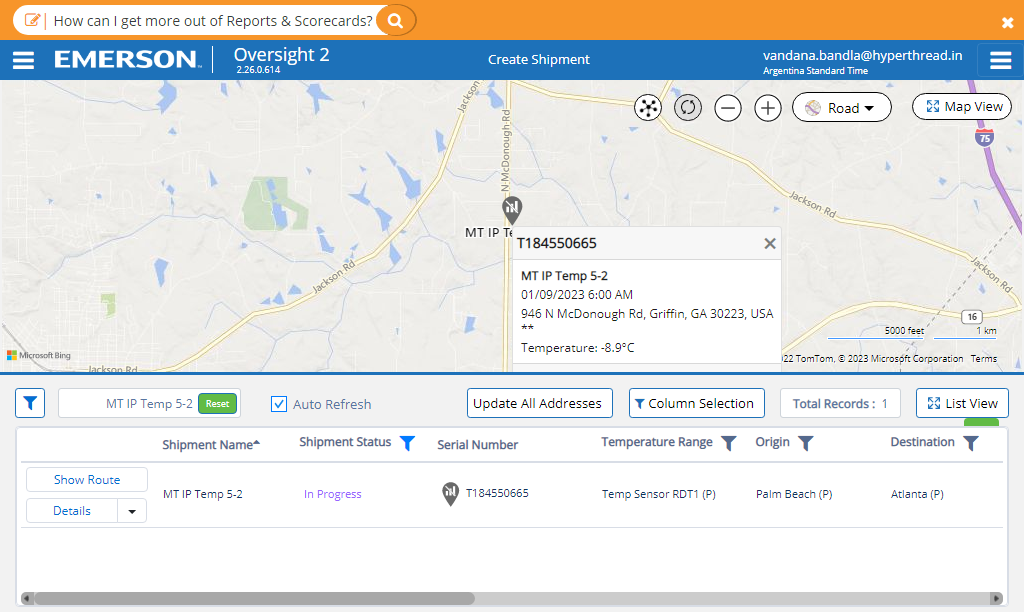 How can I get more out of Reports & Scorecards?
EMERSON
Oversight 2
2.26.0.614
Create Shipment
vandana.bandla@hyperthread.in
Argentina Standard Time
Jackson
N McDonough Rd
Road
Map View
75
Jackson Rd
MT IP Te
T184550665
MT IP Temp 5-2
01/09/2023 6:00 AM
946 N McDonough Rd, Griffin, GA 30223, USA
**
Temperature: -8.9°C
Jackson Rd
Jackson Rd
16
5000 feet
1 km
Microsoft Bing
22 TomTom, © 2023 Microsoft Corporation
Terms
Jackson Rd
MT IP Temp 5-2
Reset
Auto Refresh
Update All Addresses
Column Selection
Total Records : 1
List View
Shipment Name
Shipment Status
Serial Number
Temperature Range
Origin
Destination
Show Route
Details
MT IP Temp 5-2
In Progress
T184550665
Temp Sensor RDT1 (P)
Palm Beach (P)
Atlanta (P)